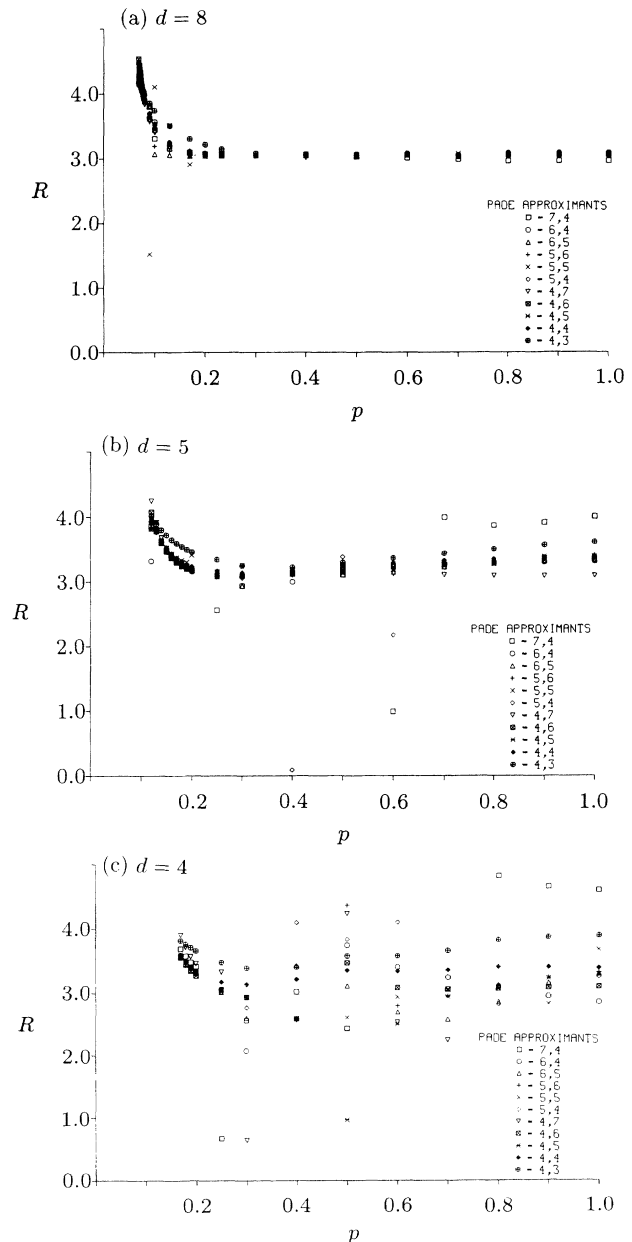 (a) d = 8
4.0
3.0
R
2.0
1.0
0.0
PADE APPROXIMANTS
□ - 7,4
○ - 6,4
△ - 6,5
+ - 5,6
× - 5,5
◇ - 5,4
▽ - 4,7
⊠ - 4,6
✳ - 4,5
◆ - 4,4
⊕ - 4,3
0.2 0.4 0.6 0.8 1.0
p
(b) d = 5
4.0
3.0
R
2.0
1.0
0.0
PADE APPROXIMANTS
□ - 7,4
○ - 6,4
△ - 6,5
+ - 5,6
× - 5,5
◇ - 5,4
▽ - 4,7
⊠ - 4,6
✳ - 4,5
◆ - 4,4
⊕ - 4,3
0.2 0.4 0.6 0.8 1.0
p
(c) d = 4
4.0
3.0
R
2.0
1.0
0.0
PADE APPROXIMANTS
□ - 7,4
○ - 6,4
△ - 6,5
+ - 5,6
× - 5,5
◇ - 5,4
▽ - 4,7
⊠ - 4,6
✳ - 4,5
◆ - 4,4
⊕ - 4,3
0.2 0.4 0.6 0.8 1.0
p